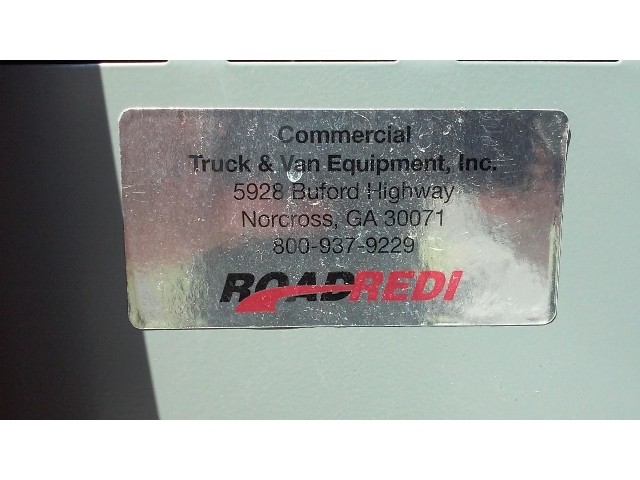 Commercial
Truck & Van Equipment, Inc.
5928 Buford Highway
Norcross, GA 30071
800-937-9229
ROADREDI